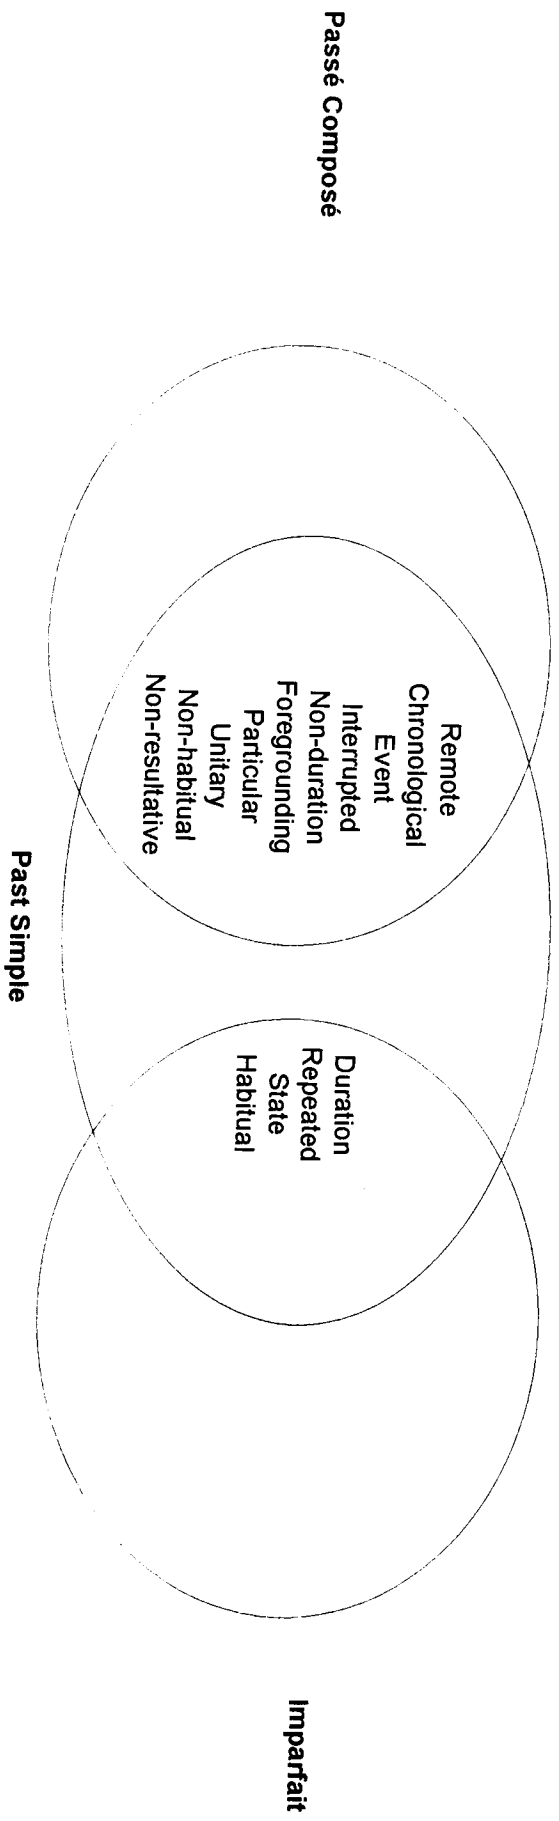 Passé Composé
Remote
Chronological
Event
Interrupted
Non-duration
Foregrounding
Particular
Unitary
Non-habitual
Non-resultative
Duration
Repeated
State
Habitual
Imparfait
Past Simple